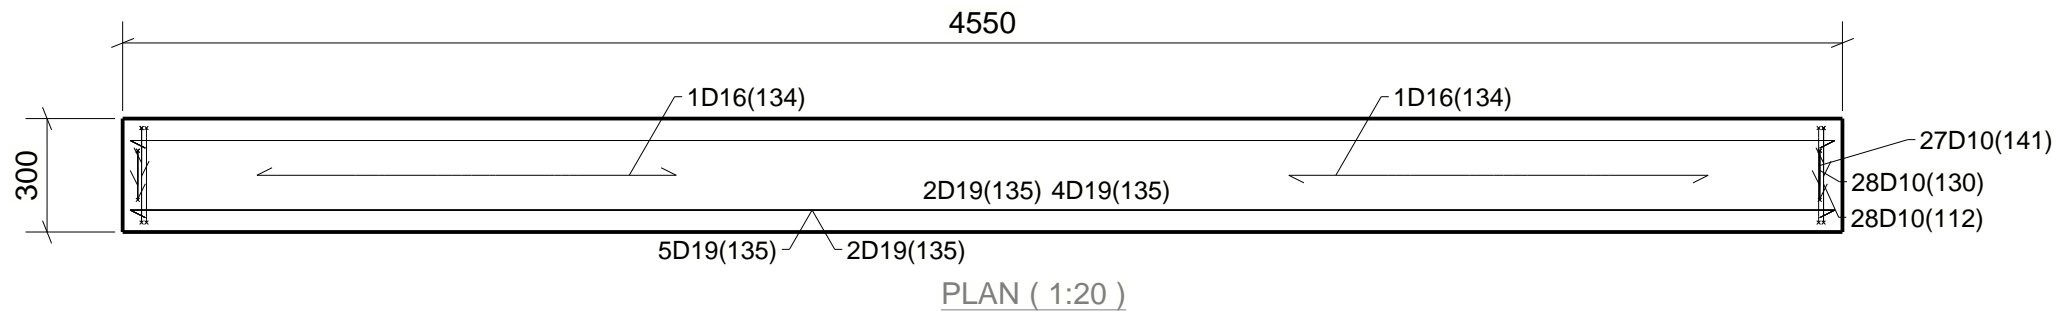 4550
1D16(134) 1D16(134)
27D10(141)
300
28D10(130)
2D19(135) 4D19(135)
28D10(112)
5D19(135) 2D19(135)
PLAN ( 1:20 )